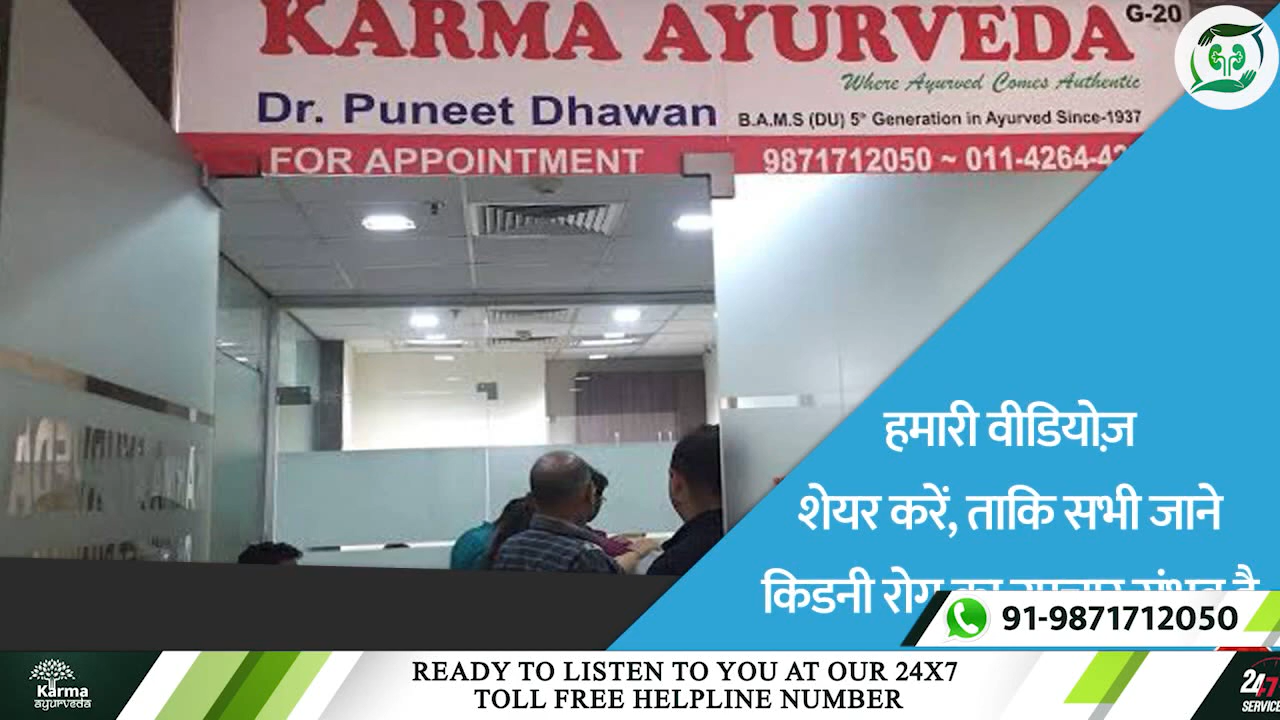 KARMA AYURVEDA G-20
Where Ayurved Comes Authentic
Dr. Puneet Dhawan B.A.M.S (DU) 5th Generation in Ayurved Since-1937
FOR APPOINTMENT 9871712050 ~ 011-4264-42
हमारी वीडियोज़
शेयर करें, ताकि सभी जाने
किडनी रोग
91-9871712050
READY TO LISTEN TO YOU AT OUR 24X7
TOLL FREE HELPLINE NUMBER
Karma
ayurveda
24x7
SERVICE